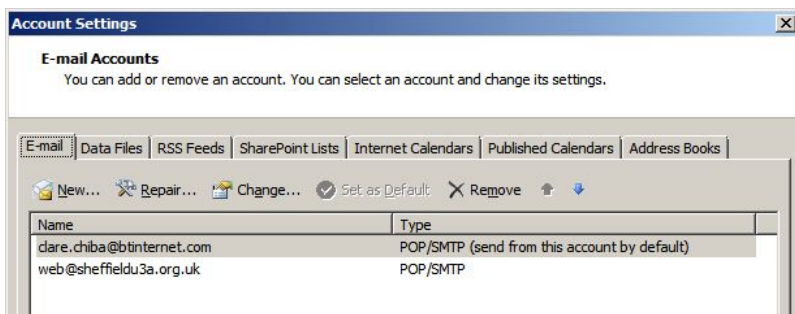 Account Settings
E-mail Accounts
You can add or remove an account. You can select an account and change its settings.
E-mail Data Files RSS Feeds SharePoint Lists Internet Calendars Published Calendars Address Books
New... Repair... Change... Set as Default Remove
Name Type
clare.chiba@btinternet.com POP/SMTP (send from this account by default)
web@sheffieldu3a.org.uk POP/SMTP